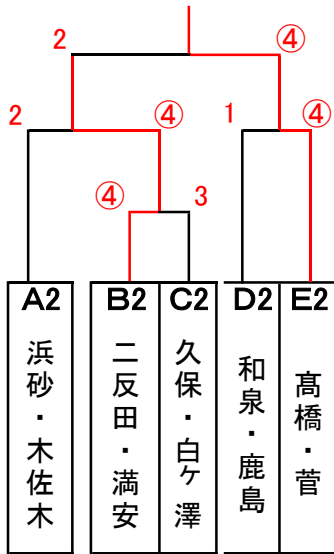 2 ④
2 ④ 1 ④
④ 3
A2 B2 C2 D2 E2
浜砂・木佐木
二反田・満安
久保・白ヶ澤
和泉・鹿島
髙橋・菅